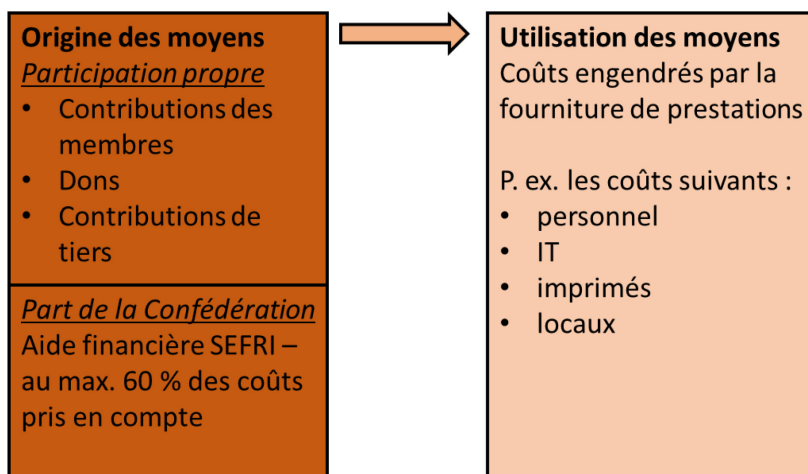 Origine des moyens
Participation propre
• Contributions des
membres
• Dons
• Contributions de
tiers
Part de la Confédération
Aide financière SEFRI –
au max. 60 % des coûts
pris en compte
Utilisation des moyens
Coûts engendrés par la
fourniture de prestations
P. ex. les coûts suivants :
• personnel
• IT
• imprimés
• locaux